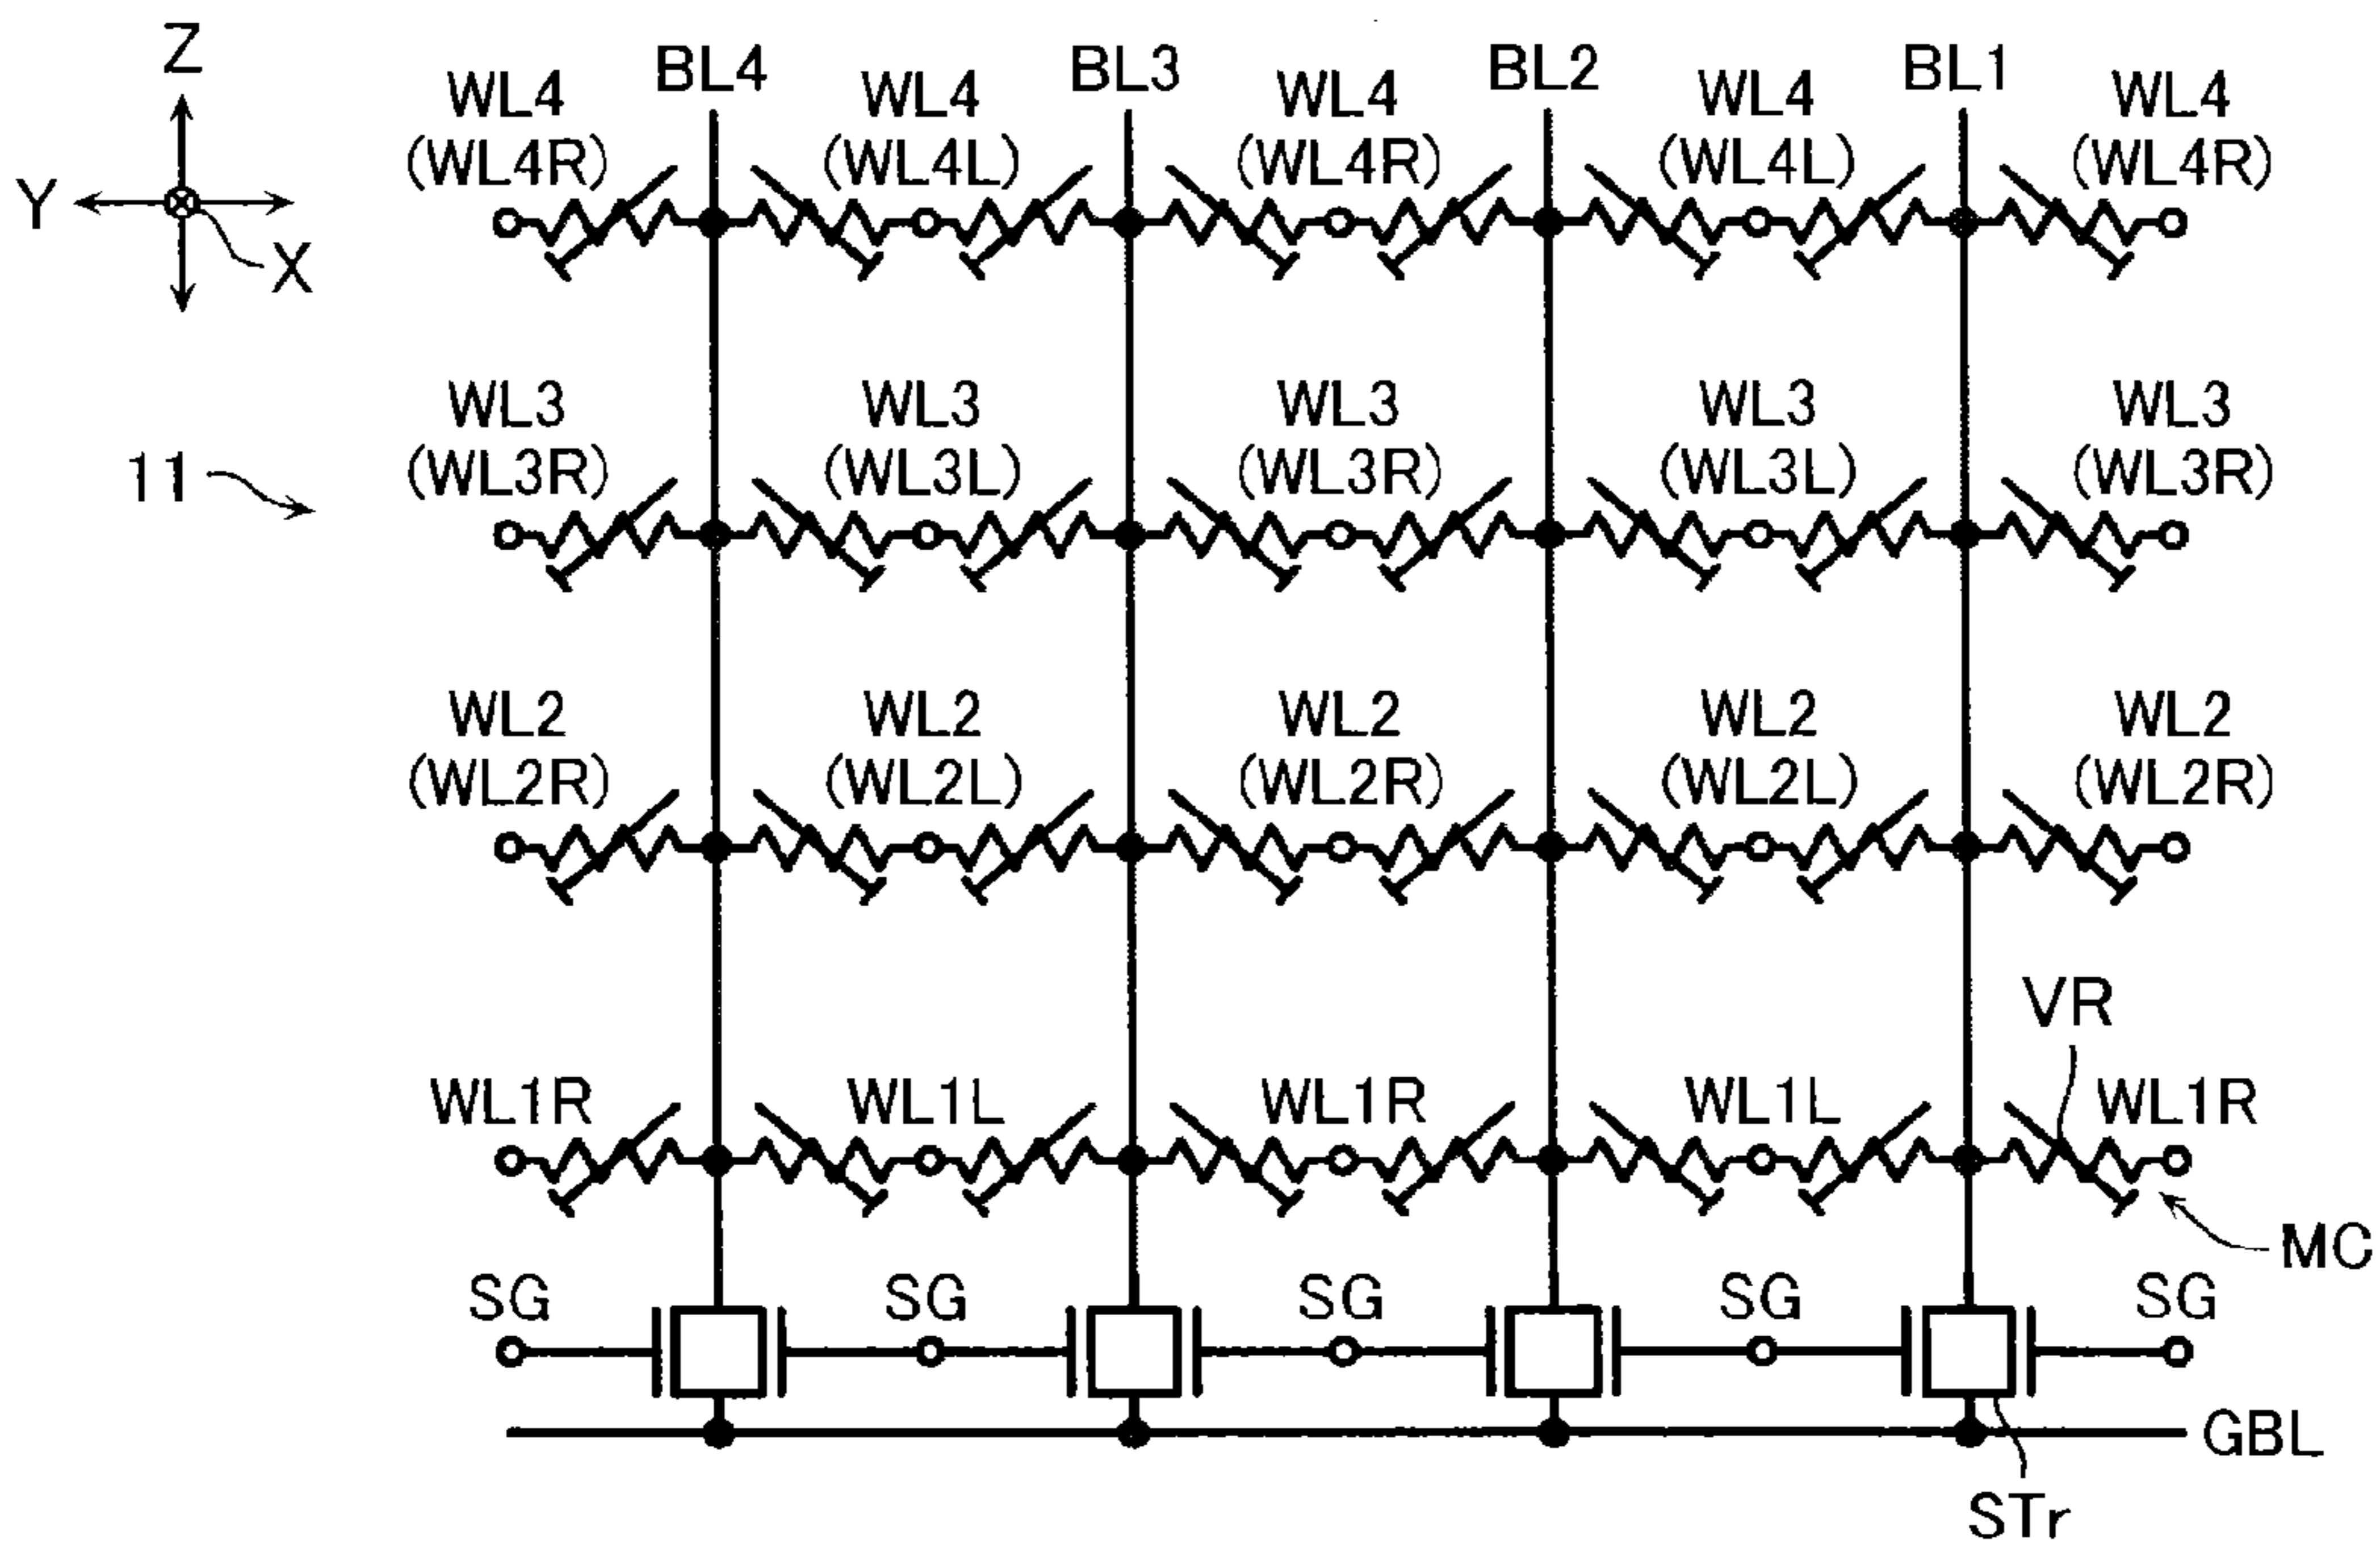 Z
Y
X
BL4 BL3 BL2 BL1
WL4 WL4 WL4 WL4 WL4
(WL4R) (WL4L) (WL4R) (WL4L) (WL4R)
11
WL3 WL3 WL3 WL3 WL3
(WL3R) (WL3L) (WL3R) (WL3L) (WL3R)
WL2 WL2 WL2 WL2 WL2
(WL2R) (WL2L) (WL2R) (WL2L) (WL2R)
VR
WL1R WL1L WL1R WL1L WL1R
MC
SG SG SG SG SG
GBL
STr